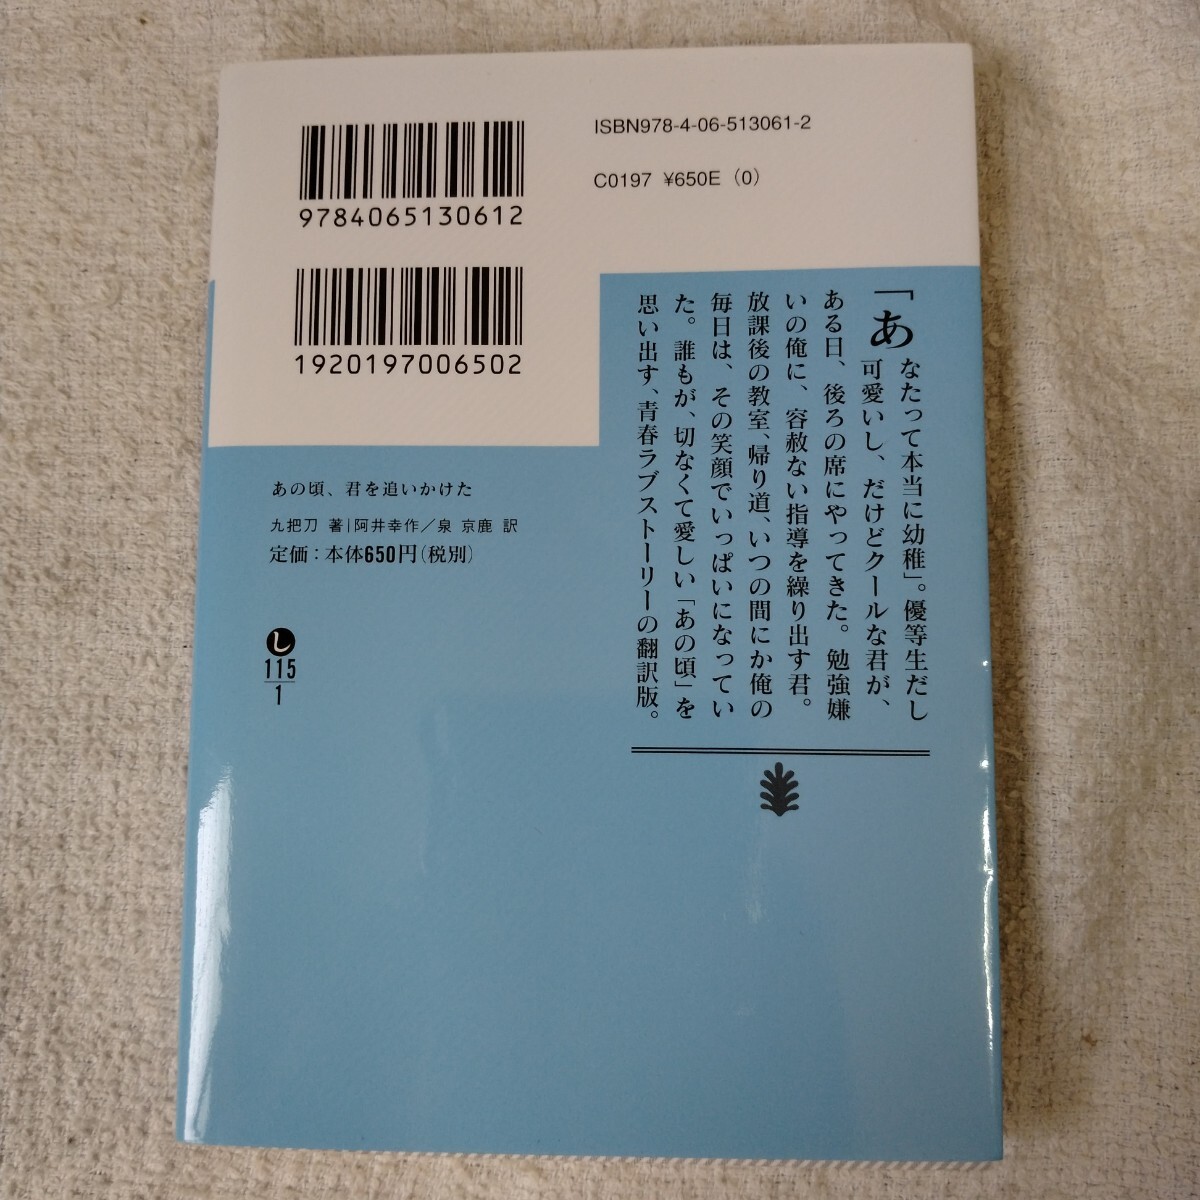 9784065130612
ISBN978-4-06-513061-2
C0197 ¥650E (0)
1920197006502
「あなたって本当に幼稚」。優等生だし
可愛いし、だけどクールな君が、
ある日、後ろの席にやってきた。勉強嫌
いの俺に、容赦ない指導を繰り出す君。
放課後の教室、帰り道、いつの間にか俺の
毎日は、その笑顔でいっぱいになってい
た。誰もが、切なくて愛しい「あの頃」を
思い出す、青春ラブストーリーの翻訳版。
あの頃、君を追いかけた
九把刀 著|阿井幸作／泉 京鹿 訳
定価：本体650円（税別）
し
115
1